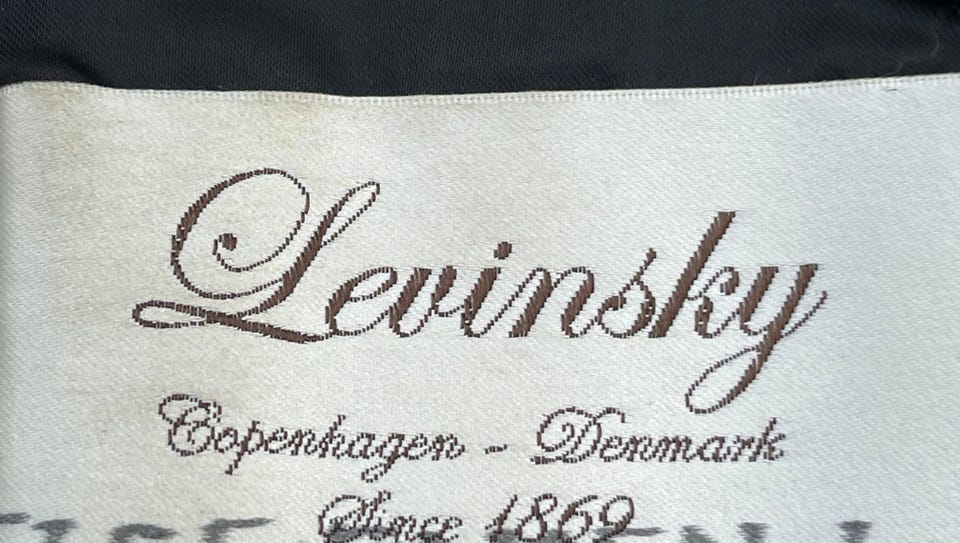 Levinsky
Copenhagen - Denmark
Since 1869